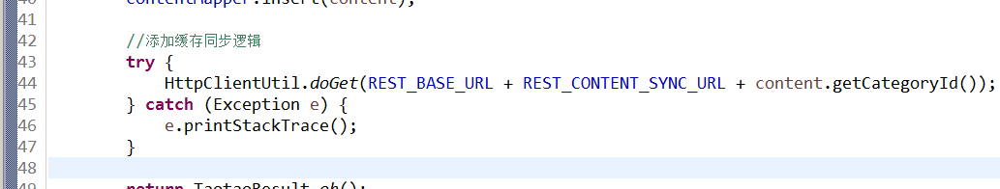 40 contentMapper.insert(content);
41
42 //添加缓存同步逻辑
43 try {
44 HttpClientUtil.doGet(REST_BASE_URL + REST_CONTENT_SYNC_URL + content.getCategoryId());
45 } catch (Exception e) {
46 e.printStackTrace();
47 }
48
49 return TaotaoResult.ok();